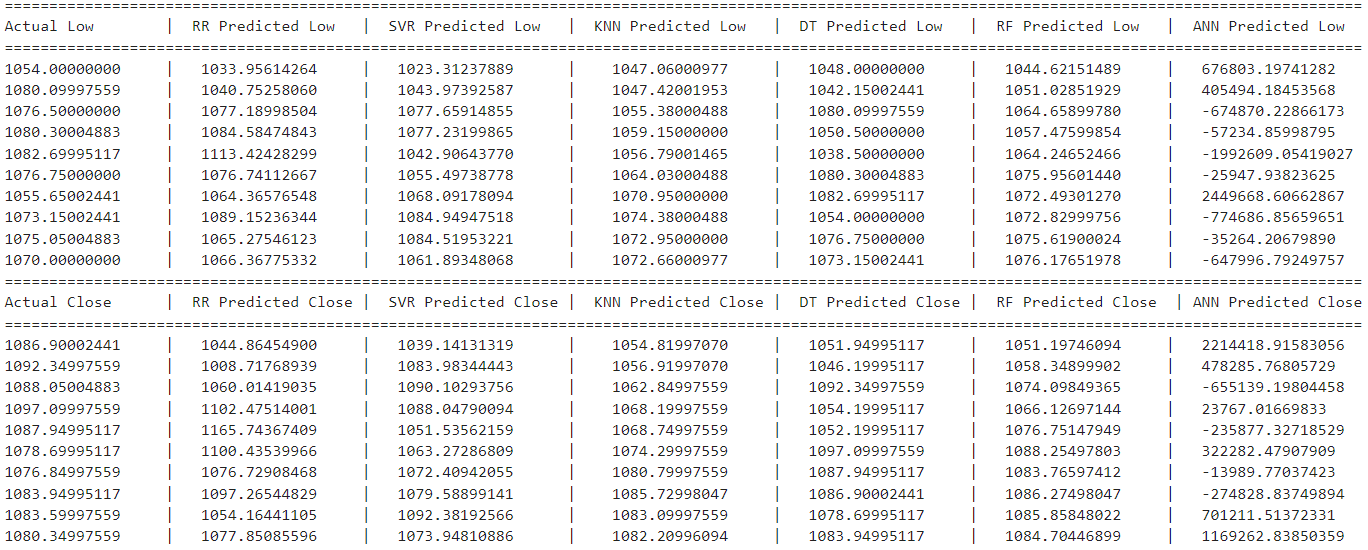 ====================================================================================================
Actual Low | RR Predicted Low | SVR Predicted Low | KNN Predicted Low | DT Predicted Low | RF Predicted Low | ANN Predicted Low
====================================================================================================
1054.00000000 | 1033.95614264 | 1023.31237889 | 1047.06000977 | 1048.00000000 | 1044.62151489 | 676803.19741282
1080.09997559 | 1040.75258060 | 1043.97392587 | 1047.42001953 | 1042.15002441 | 1051.02851929 | 405494.18453568
1076.50000000 | 1077.18998504 | 1077.65914855 | 1055.38000488 | 1080.09997559 | 1064.65899780 | -674870.22866173
1080.30004883 | 1084.58474843 | 1077.23199865 | 1059.15000000 | 1050.50000000 | 1057.47599854 | -57234.85998795
1082.69995117 | 1113.42428299 | 1042.90643770 | 1056.79001465 | 1038.50000000 | 1064.24652466 | -1992609.05419027
1076.75000000 | 1076.74112667 | 1055.49738778 | 1064.03000488 | 1080.30004883 | 1075.95601440 | -25947.93823625
1055.65002441 | 1064.36576548 | 1068.09178094 | 1070.95000000 | 1082.69995117 | 1072.49301270 | 2449668.60662867
1073.15002441 | 1089.15236344 | 1084.94947518 | 1074.38000488 | 1054.00000000 | 1072.82999756 | -774686.85659651
1075.05004883 | 1065.27546123 | 1084.51953221 | 1072.95000000 | 1076.75000000 | 1075.61900024 | -35264.20679890
1070.00000000 | 1066.36775332 | 1061.89348068 | 1072.66000977 | 1073.15002441 | 1076.17651978 | -647996.79249757
====================================================================================================
Actual Close | RR Predicted Close | SVR Predicted Close | KNN Predicted Close | DT Predicted Close | RF Predicted Close | ANN Predicted Close
====================================================================================================
1086.90002441 | 1044.86454900 | 1039.14131319 | 1054.81997070 | 1051.94995117 | 1051.19746094 | 2214418.91583056
1092.34997559 | 1008.71768939 | 1083.98344443 | 1056.91997070 | 1046.19995117 | 1058.34899902 | 478285.76805729
1088.05004883 | 1060.01419035 | 1090.10293756 | 1062.84997559 | 1092.34997559 | 1074.09849365 | -655139.19804458
1097.09997559 | 1102.47514001 | 1088.04790094 | 1068.19997559 | 1054.19995117 | 1066.12697144 | 23767.01669833
1087.94995117 | 1165.74367409 | 1051.53562159 | 1068.74997559 | 1052.19995117 | 1076.75147949 | -235877.32718529
1078.69995117 | 1100.43539966 | 1063.27286809 | 1074.29997559 | 1097.09997559 | 1088.25497803 | 322282.47907909
1076.84997559 | 1076.72908468 | 1072.40942055 | 1080.79997559 | 1087.94995117 | 1083.76597412 | -13989.77037423
1083.94995117 | 1097.26544829 | 1079.58899141 | 1085.72998047 | 1086.90002441 | 1086.27498047 | -274828.83749894
1083.59997559 | 1054.16441105 | 1092.38192566 | 1083.09997559 | 1078.69995117 | 1085.85848022 | 701211.51372331
1080.34997559 | 1077.85085596 | 1073.94810886 | 1082.20996094 | 1083.94995117 | 1084.70446899 | 1169262.83850359